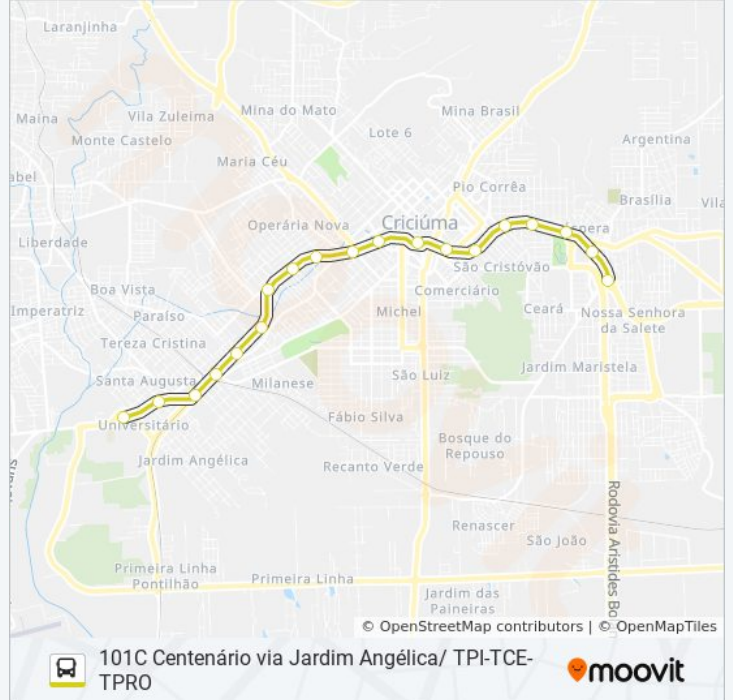 Laranjinha
Maina
Vila Zuleima
Mina do Mato
Mina Brasil
Monte Castelo
Lote 6
Argentina
abel
Maria Céu
Pio Corrêa
Brasília
Vila
Operária Nova
Criciúma
Liberdade
São Cristóvão
Boa Vista
Comerciário
Imperatriz
Paraíso
Michel
Ceará
Nossa Senhora
da Salete
Tereza Cristina
Santa Augusta
Milanese
São Luiz
Jardim Maristela
Universitário
Fábio Silva
Bosque do
Repouso
Jardim Angélica
Recanto Verde
Rodovia Aristides Bo
Renascer
São João
Primeira Linha
Pontilhão
Primeira Linha
Jardim das
Paineiras
© OpenStreetMap contributors | © OpenMapTiles
101C Centenário via Jardim Angélica/ TPI-TCE-
TPRO
moovit